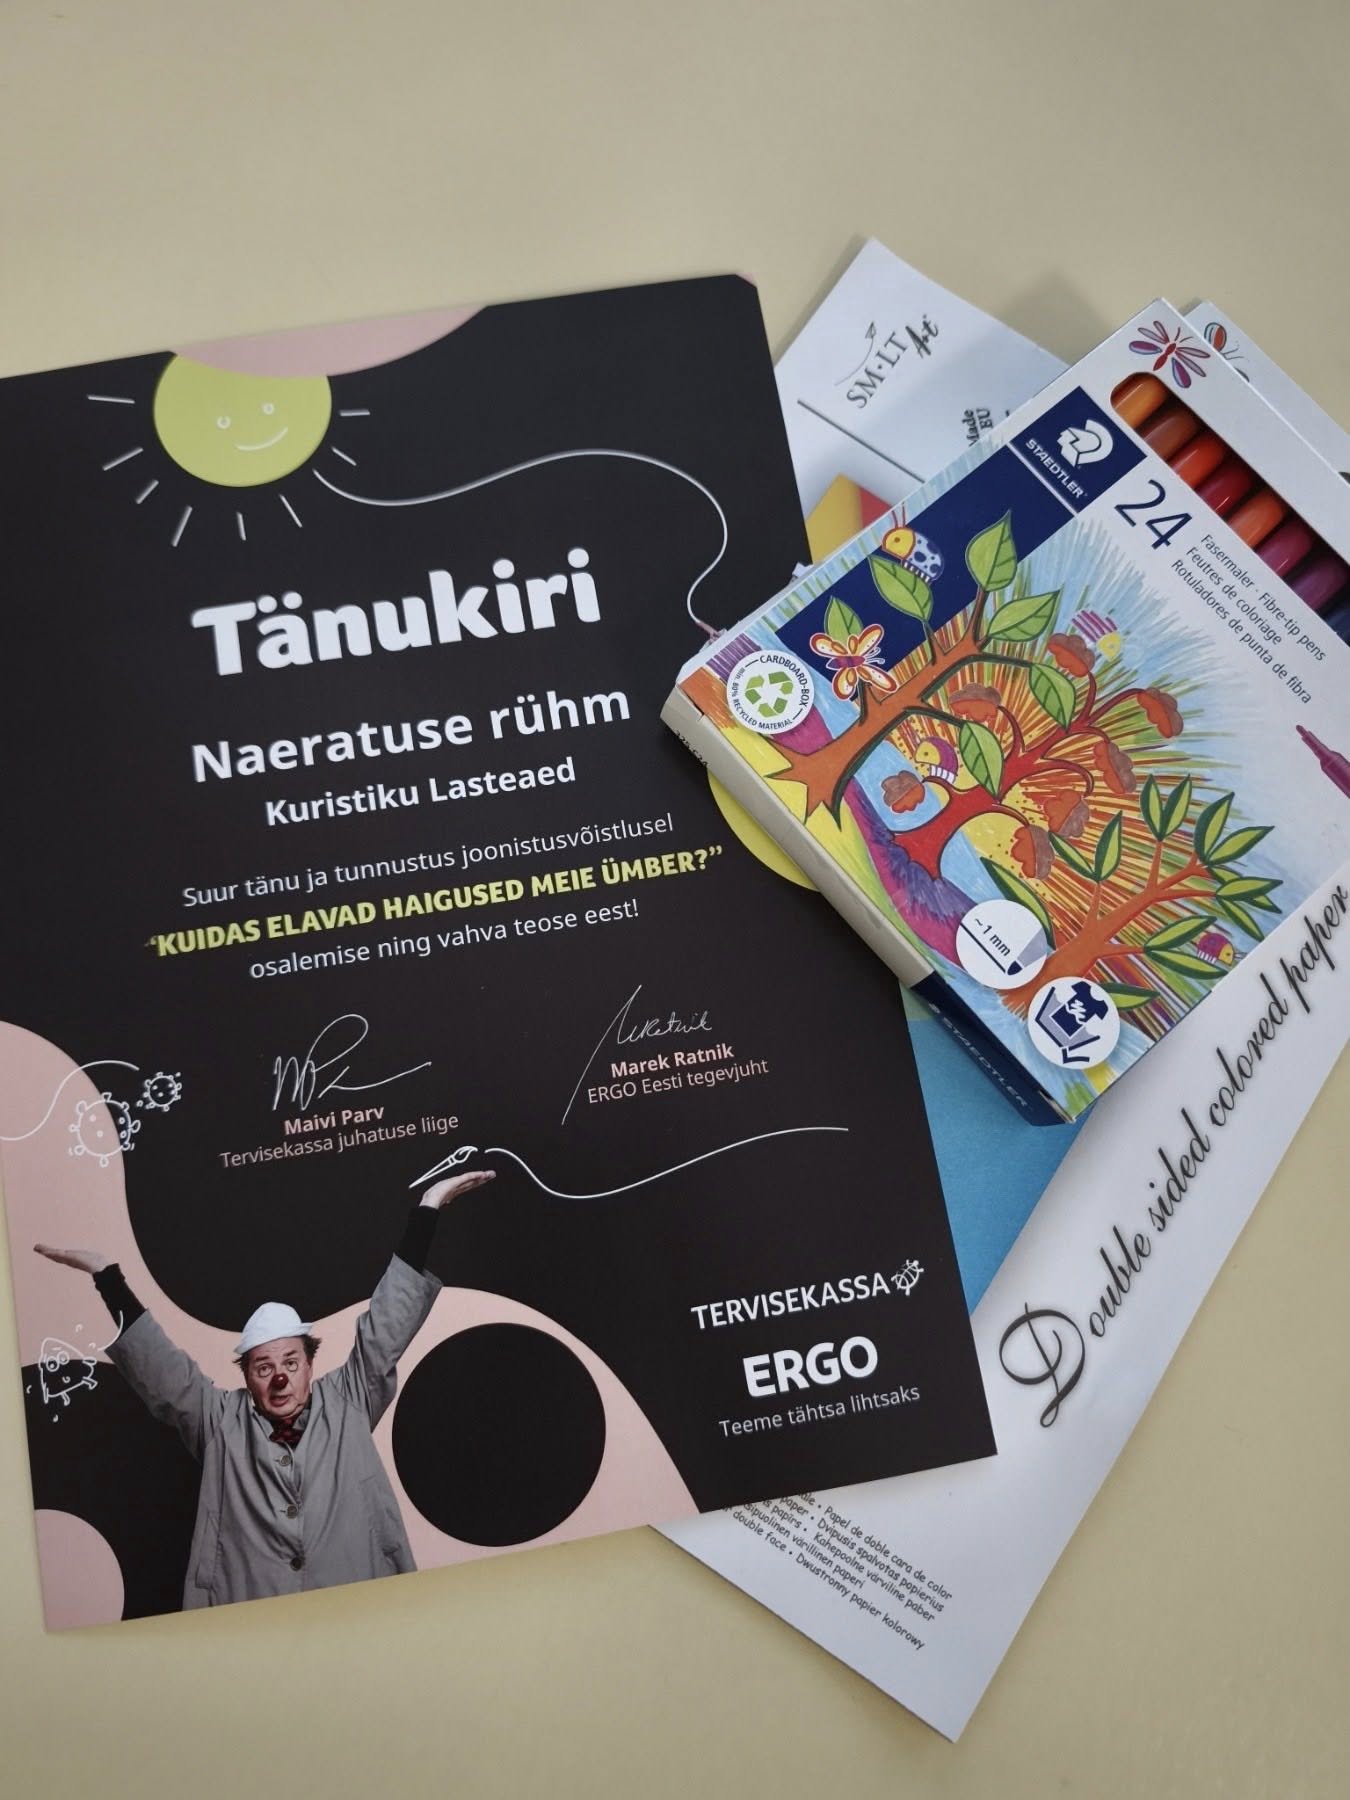 Tänukiri
Naeratuse rühm
Kuristiku Lasteaed
Suur tänu ja tunnustus joonistusvõistlusel
“KUIDAS ELAVAD HAIGUSED MEIE ÜMBER?”
osalemise ning vahva teose eest!
Maivi Parv
Tervisekassa juhatuse liige
Marek Ratnik
ERGO Eesti tegevjuht
TERVISEKASSA
ERGO
Teeme tähtsa lihtsaks
SM·LT Art
Made
EU
STAEDTLER
24
Fasermaler · Fibre-tip pens
Feutres de coloriage
Rotuladores de punta de fibra
CARDBOARD-BOX
min. 80% RECYCLED MATERIAL
~1 mm
STAEDTLER
Double sided colored paper
• Papel de doble cara de color
paper • Dvipusis spalvotas popierius
papīrs • Kahepoolne värviline paber
värillinen paperi
double face • Dwustronny papier kolorowy